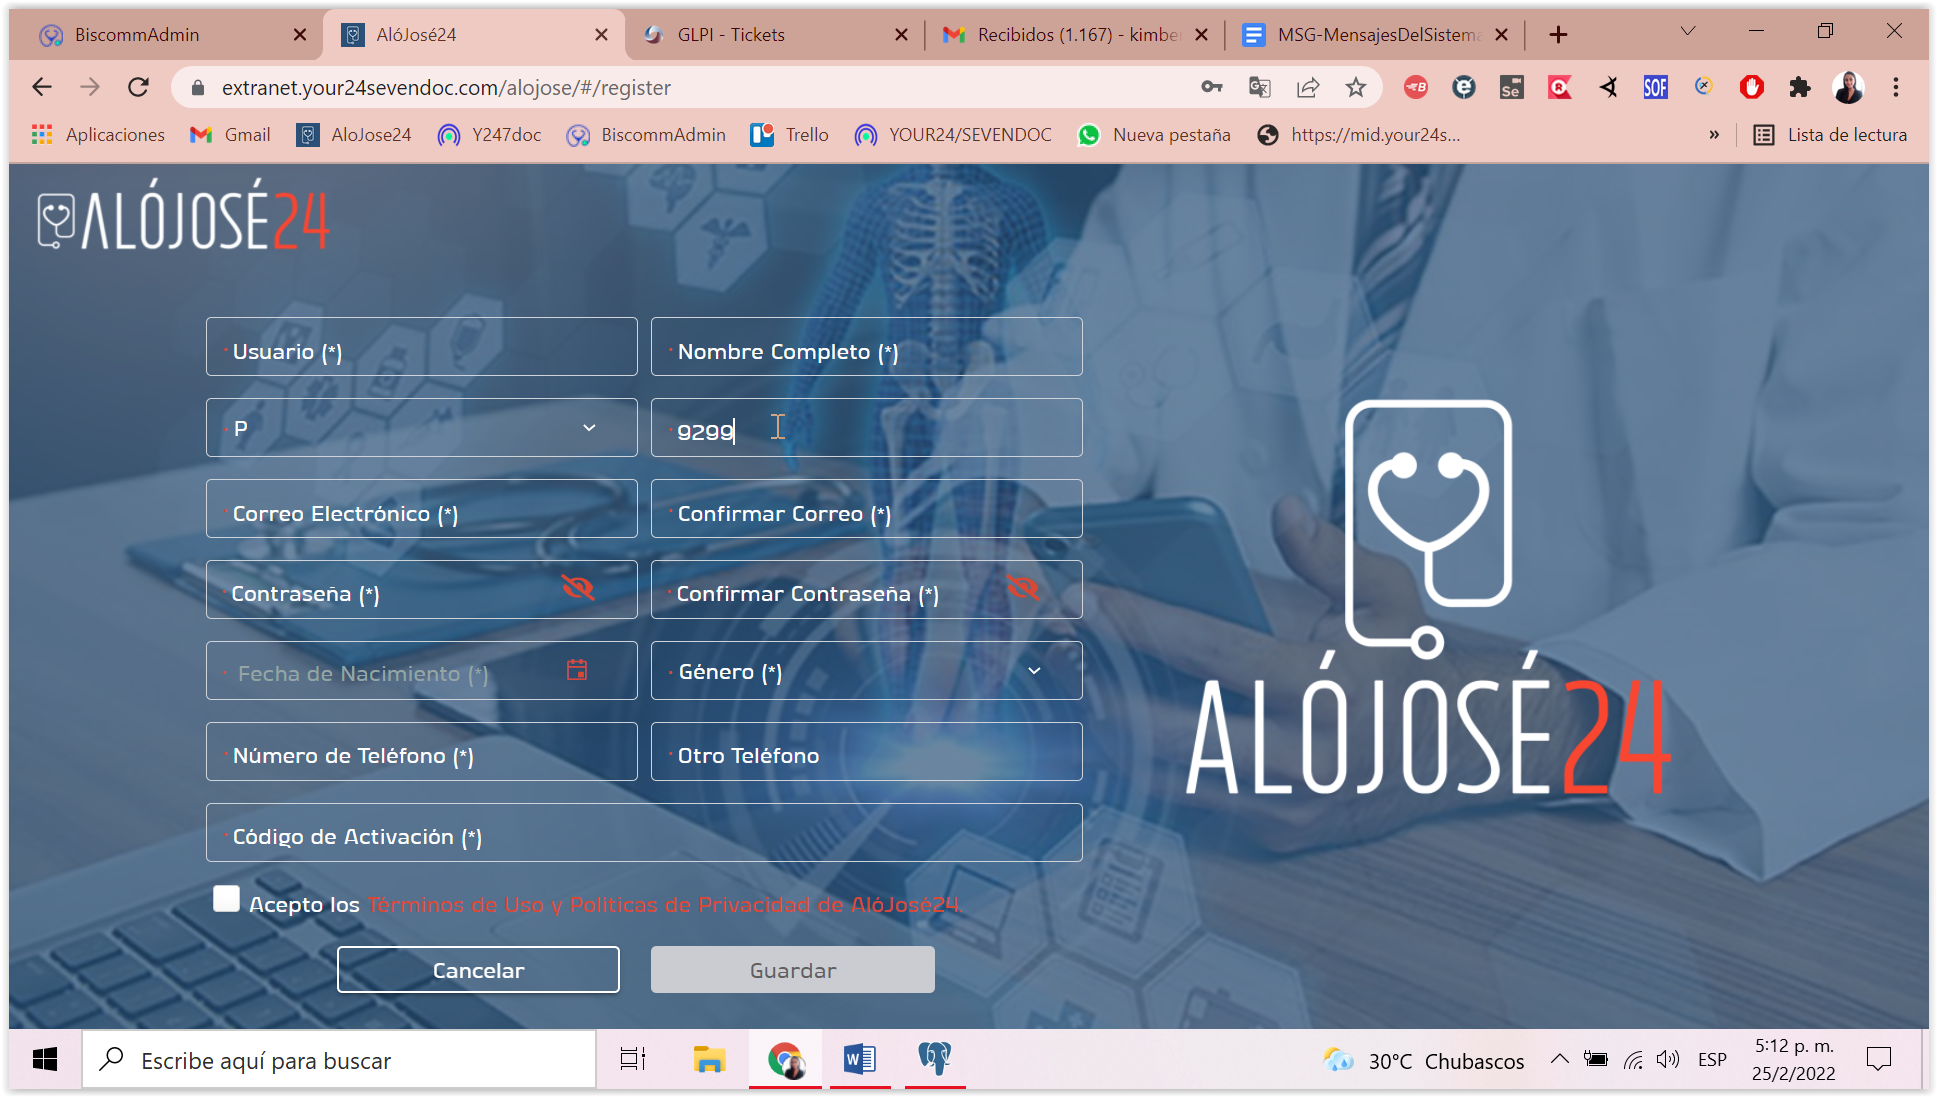 BiscommAdmin
AlóJosé24
GLPI - Tickets
Recibidos (1.167) - kimbe
MSG-MensajesDelSistema
extranet.your24sevendoc.com/alojose/#/register
Se
SOF
Aplicaciones
Gmail
AloJose24
Y247doc
BiscommAdmin
Trello
YOUR24/SEVENDOC
Nueva pestaña
https://mid.your24s...
»
Lista de lectura
ALÓJOSÉ24
Usuario (*)
Nombre Completo (*)
P
9299
Correo Electrónico (*)
Confirmar Correo (*)
Contraseña (*)
Confirmar Contraseña (*)
Fecha de Nacimiento (*)
Género (*)
Número de Teléfono (*)
Otro Teléfono
Código de Activación (*)
ALÓJOSÉ24
Acepto los Términos de Uso y Politicas de Privacidad de AlóJosé24.
Cancelar
Guardar
Escribe aquí para buscar
30°C Chubascos
ESP
5:12 p. m.
25/2/2022